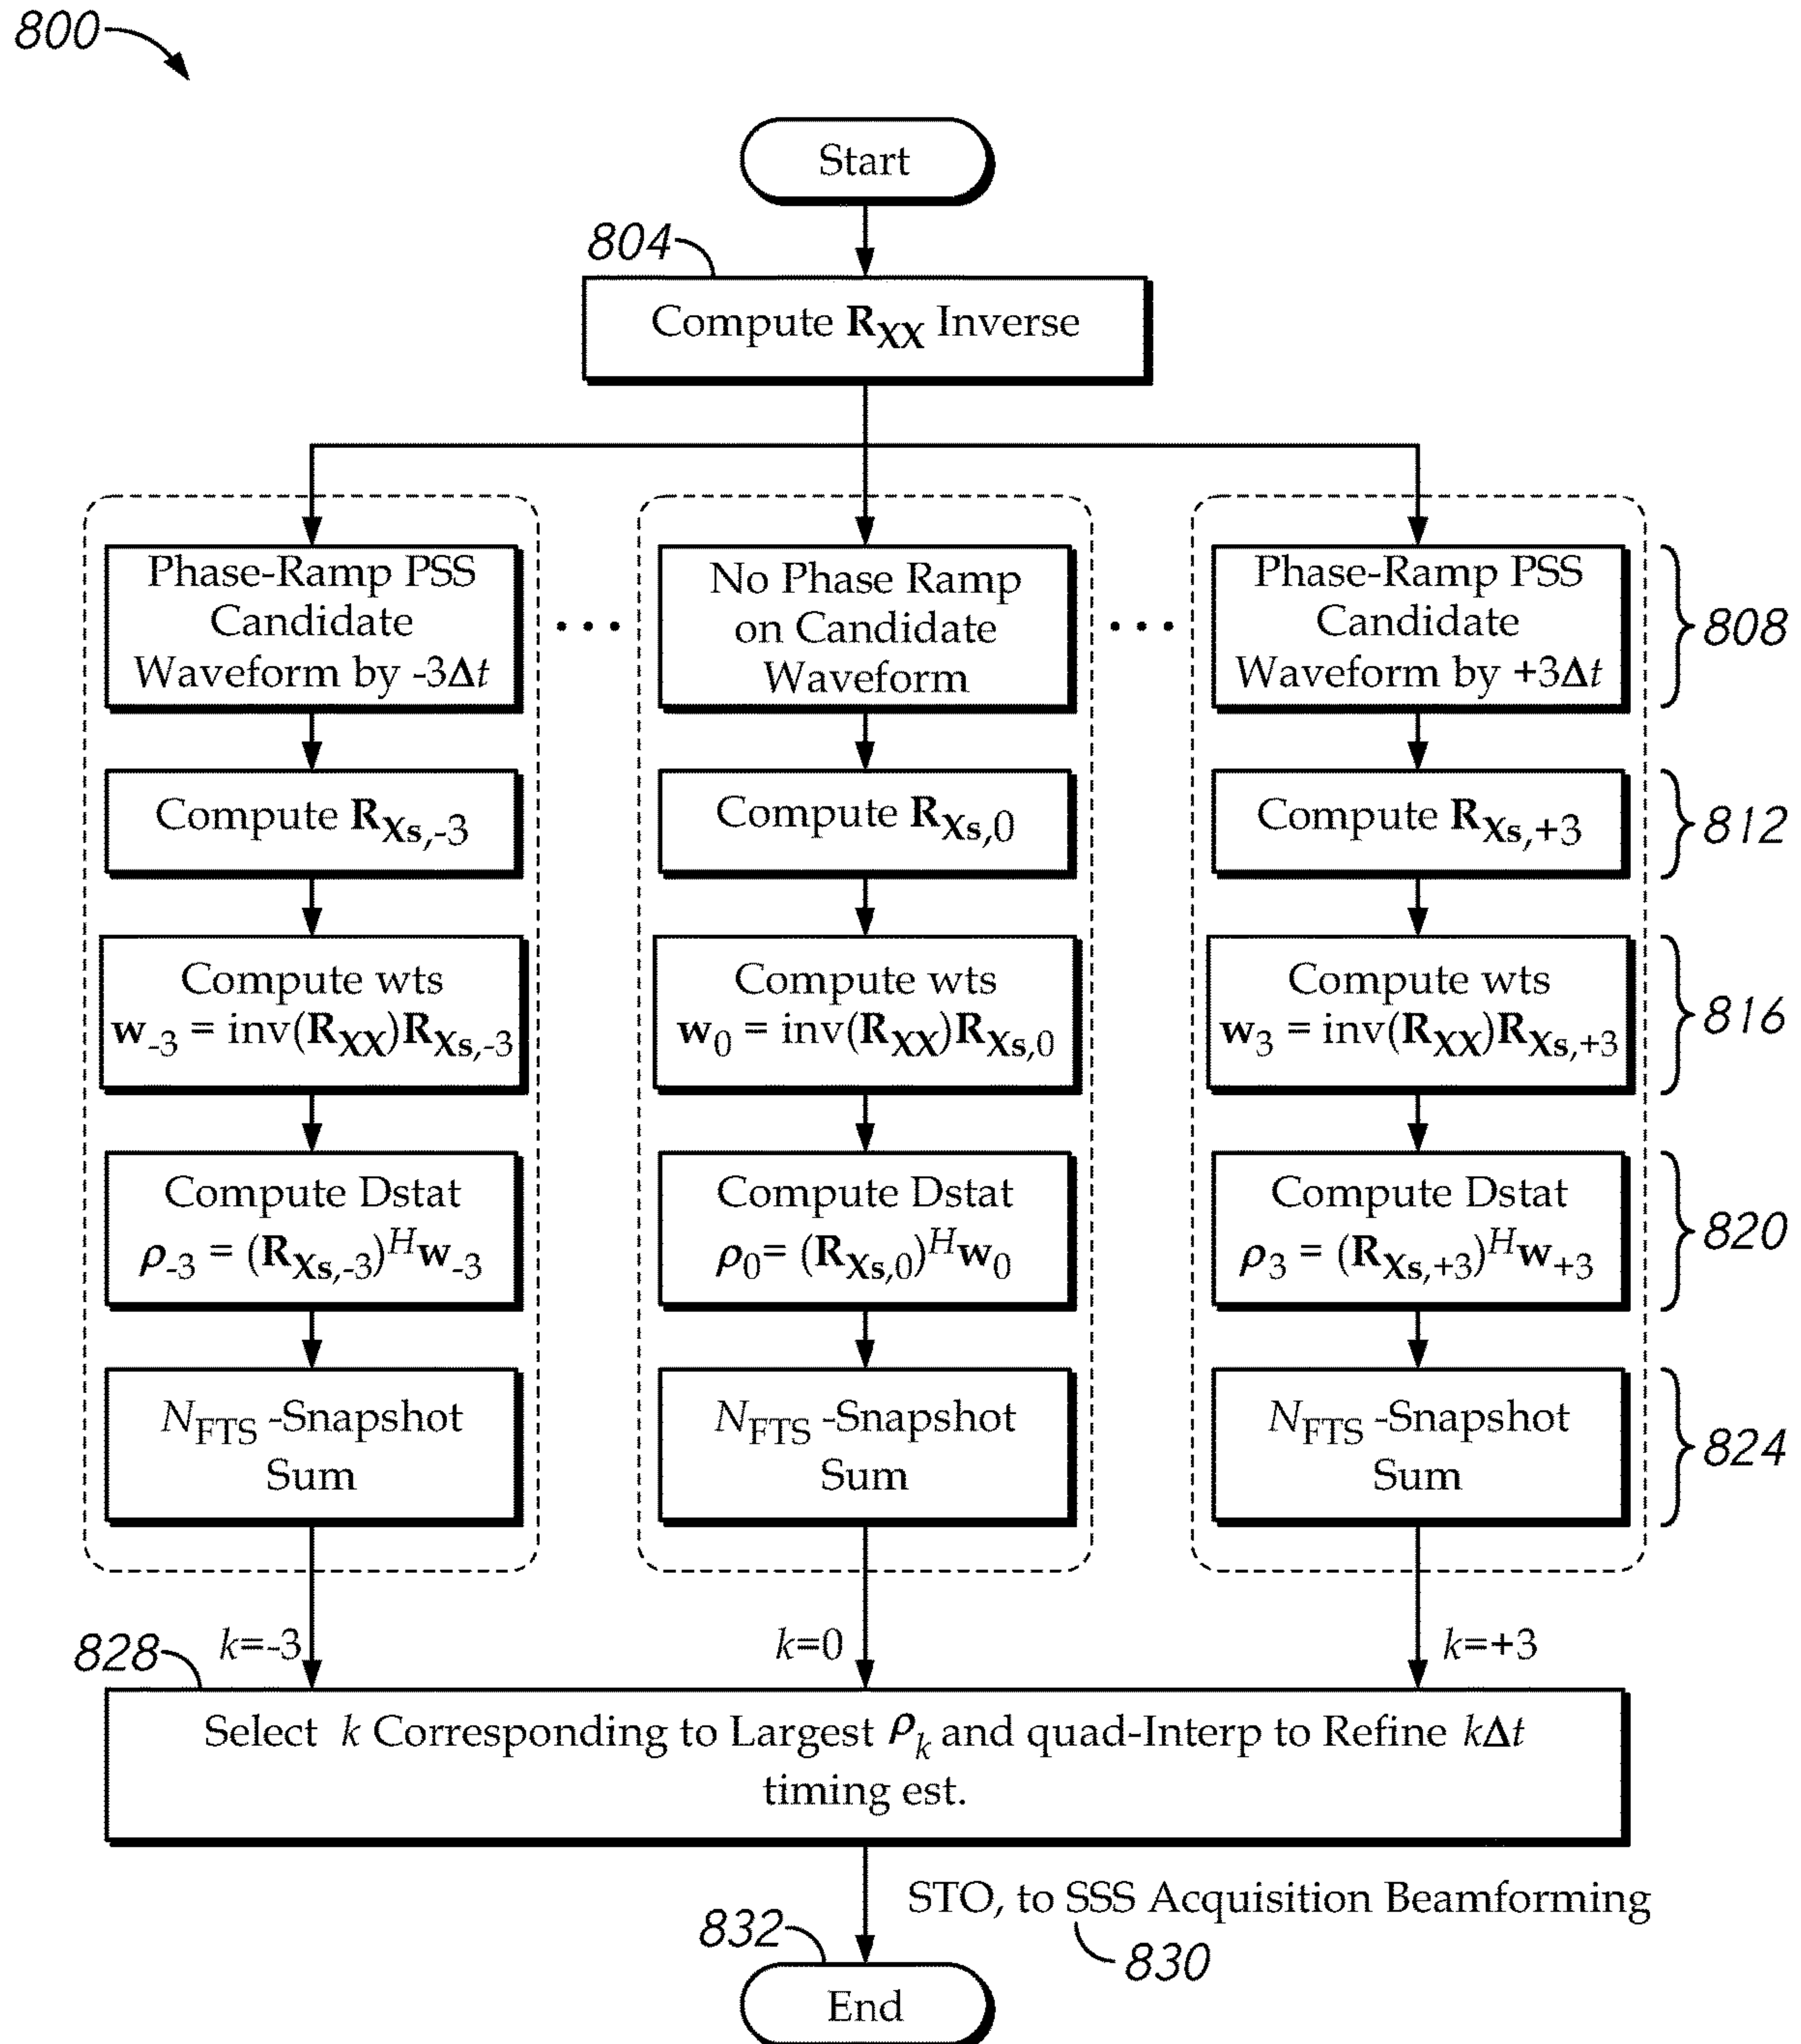 800
Start
804
Compute R_XX Inverse
Phase-Ramp PSS
Candidate
Waveform by -3Δt
...
No Phase Ramp
on Candidate
Waveform
...
Phase-Ramp PSS
Candidate
Waveform by +3Δt
808
Compute R_Xs,-3
Compute R_Xs,0
Compute R_Xs,+3
812
Compute wts
w_-3 = inv(R_XX)R_Xs,-3
Compute wts
w_0 = inv(R_XX)R_Xs,0
Compute wts
w_3 = inv(R_XX)R_Xs,+3
816
Compute Dstat
ρ_-3 = (R_Xs,-3)^H w_-3
Compute Dstat
ρ_0= (R_Xs,0)^H w_0
Compute Dstat
ρ_3 = (R_Xs,+3)^H w_+3
820
N_FTS -Snapshot
Sum
N_FTS -Snapshot
Sum
N_FTS -Snapshot
Sum
824
k=-3
k=0
k=+3
828
Select k Corresponding to Largest ρ_k and quad-Interp to Refine kΔt
timing est.
STO, to SSS Acquisition Beamforming
830
832
End